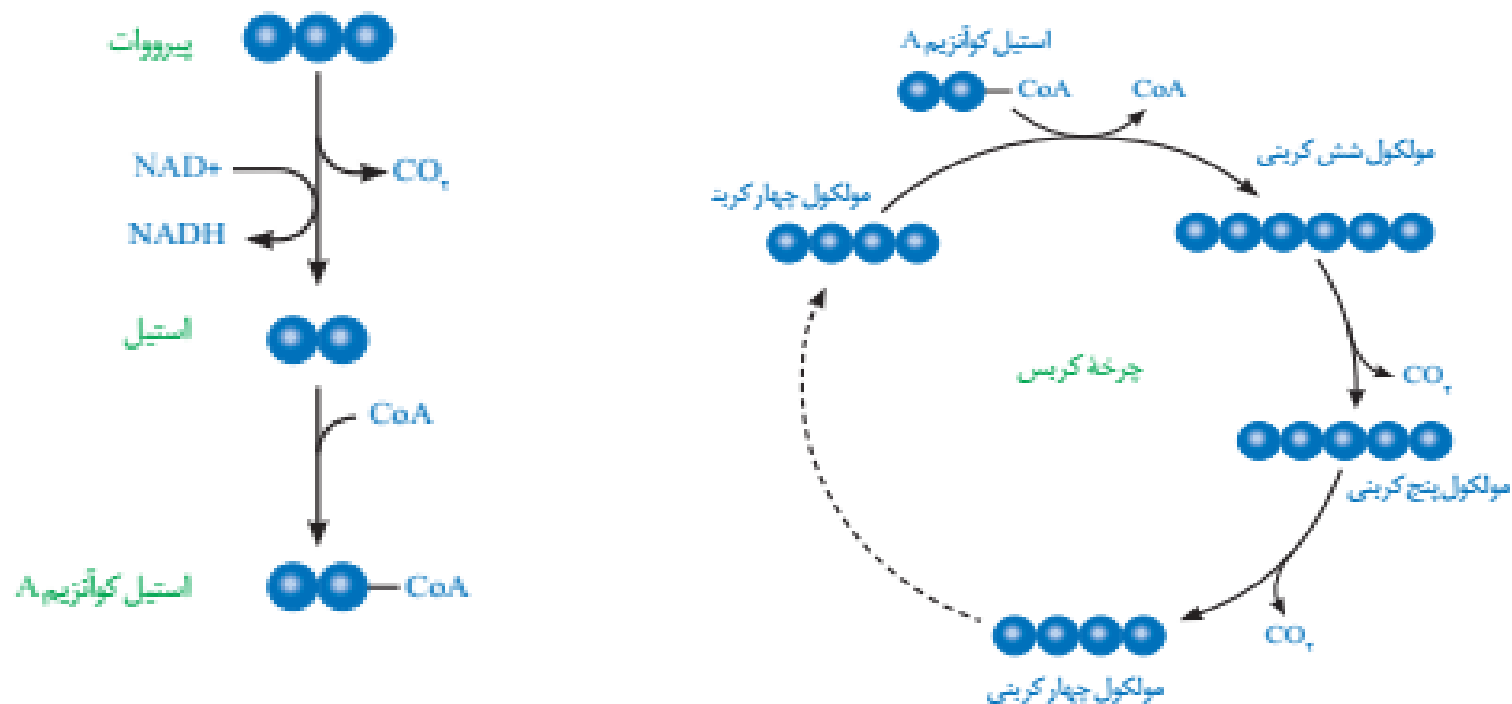 پیرووات
NAD+
CO۲
NADH
استیل
CoA
استیل کوآنزیم A
CoA
استیل کوآنزیم A
CoA
CoA
مولکول شش کربنی
مولکول چهار کربنـ
چرخهٔ کربس
CO۲
مولکول پنج کربنی
CO۲
مولکول چهار کربنی